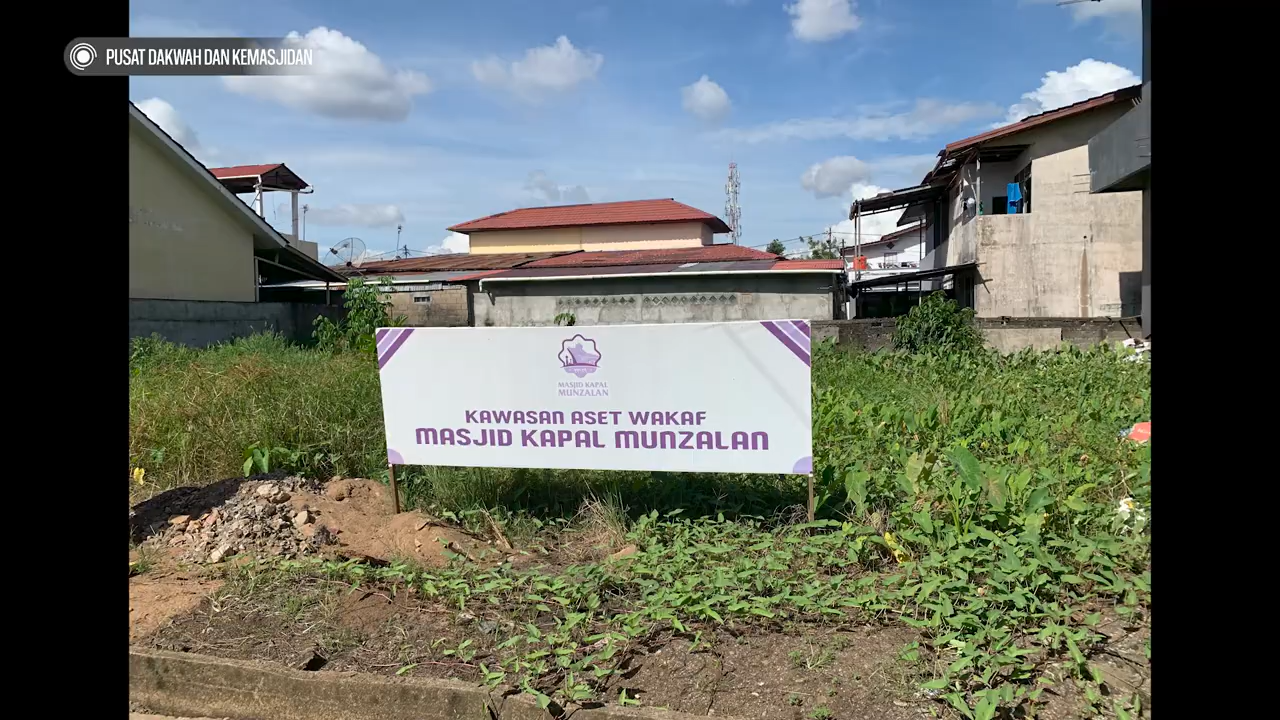 PUSAT DAKWAH DAN KEMASJIDAN
MASJID KAPAL
MUNZALAN
KAWASAN ASET WAKAF
MASJID KAPAL MUNZALAN